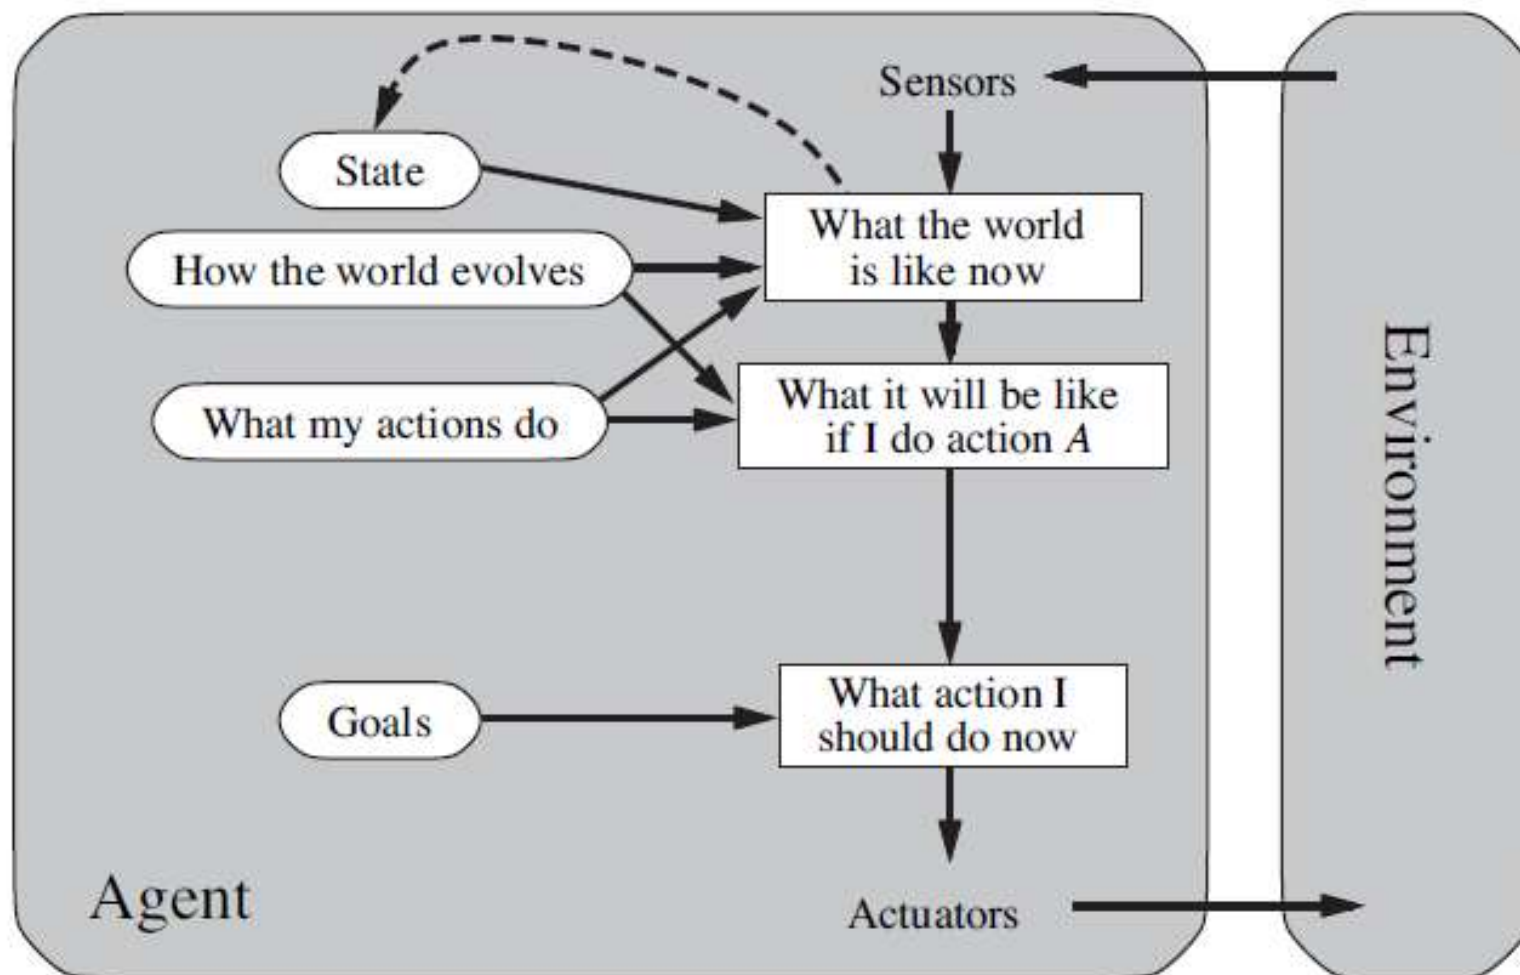 Sensors
State
What the world
is like now
How the world evolves
What it will be like
if I do action A
What my actions do
Environment
What action I
should do now
Goals
Agent
Actuators